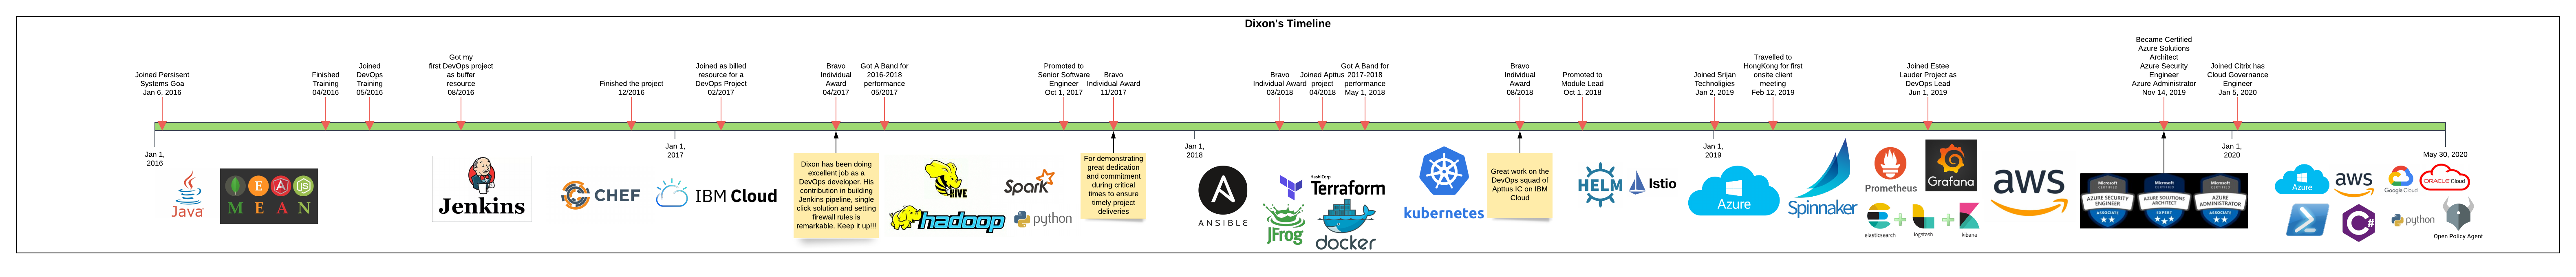 Dixon's Timeline
Joined Persisent
Systems Goa
Jan 6, 2016
Finished
Training
04/2016
Joined
DevOps
Training
05/2016
Got my
first DevOps project
as buffer
resource
08/2016
Finished the project
12/2016
Joined as billed
resource for a
DevOps Project
02/2017
Bravo
Individual
Award
04/2017
Got A Band for
2016-2018
performance
05/2017
Promoted to
Senior Software
Engineer
Oct 1, 2017
Bravo
Individual Award
11/2017
Bravo
Individual Award
03/2018
Joined Apttus
project
04/2018
Got A Band for
2017-2018
performance
May 1, 2018
Bravo
Individual
Award
08/2018
Promoted to
Module Lead
Oct 1, 2018
Joined Srijan
Technoligies
Jan 2, 2019
Travelled to
HongKong for first
onsite client
meeting
Feb 12, 2019
Joined Estee
Lauder Project as
DevOps Lead
Jun 1, 2019
Became Certified
Azure Solutions
Architect
Azure Security
Engineer
Azure Administrator
Nov 14, 2019
Joined Citrix has
Cloud Governance
Engineer
Jan 5, 2020
Jan 1,
2016
Jan 1,
2017
Jan 1,
2018
Jan 1,
2019
Jan 1,
2020
May 30, 2020
Java
M E A N
E A JS
M E A N
Jenkins
CHEF
IBM Cloud
Dixon has been doing
excellent job as a
DevOps developer. His
contribution in building
Jenkins pipeline, single
click solution and setting
firewall rules is
remarkable. Keep it up!!!
HIVE
hadoop
Spark
python
For demonstrating
great dedication
and commitment
during critical
times to ensure
timely project
deliveries
A
ANSIBLE
HashiCorp
Terraform
JFrog
docker
kubernetes
Great work on the
DevOps squad of
Apttus IC on IBM
Cloud
HELM
Istio
Azure
Spinnaker
Prometheus
Grafana
elasticsearch
+
logstash
+
kibana
aws
Microsoft
CERTIFIED
AZURE SECURITY
ENGINEER
ASSOCIATE
Microsoft
CERTIFIED
AZURE SOLUTIONS
ARCHITECT
EXPERT
Microsoft
CERTIFIED
AZURE
ADMINISTRATOR
ASSOCIATE
Azure
aws
Google Cloud
ORACLE Cloud
C#
python
Open Policy Agent